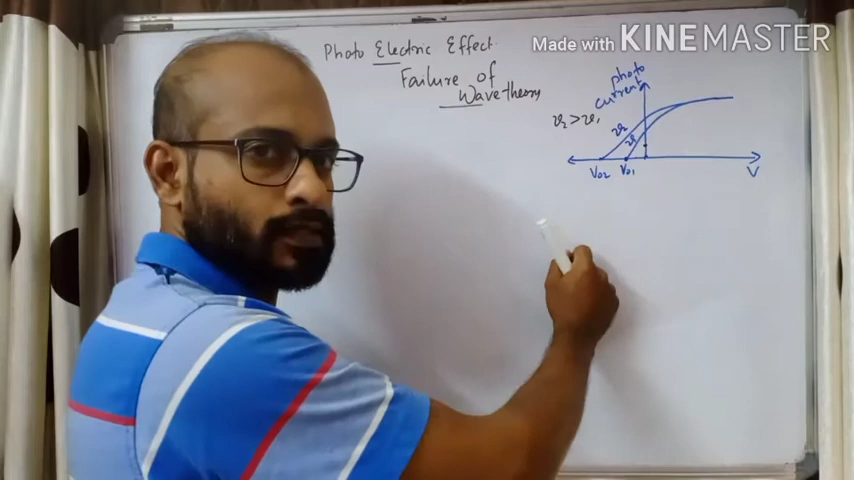 Photo Electric Effect
Made with KINEMASTER
Failure of
Wave theory
photo
current
ν₂ > ν₁
ν₂
ν₁
V₀₂ V₀₁
V